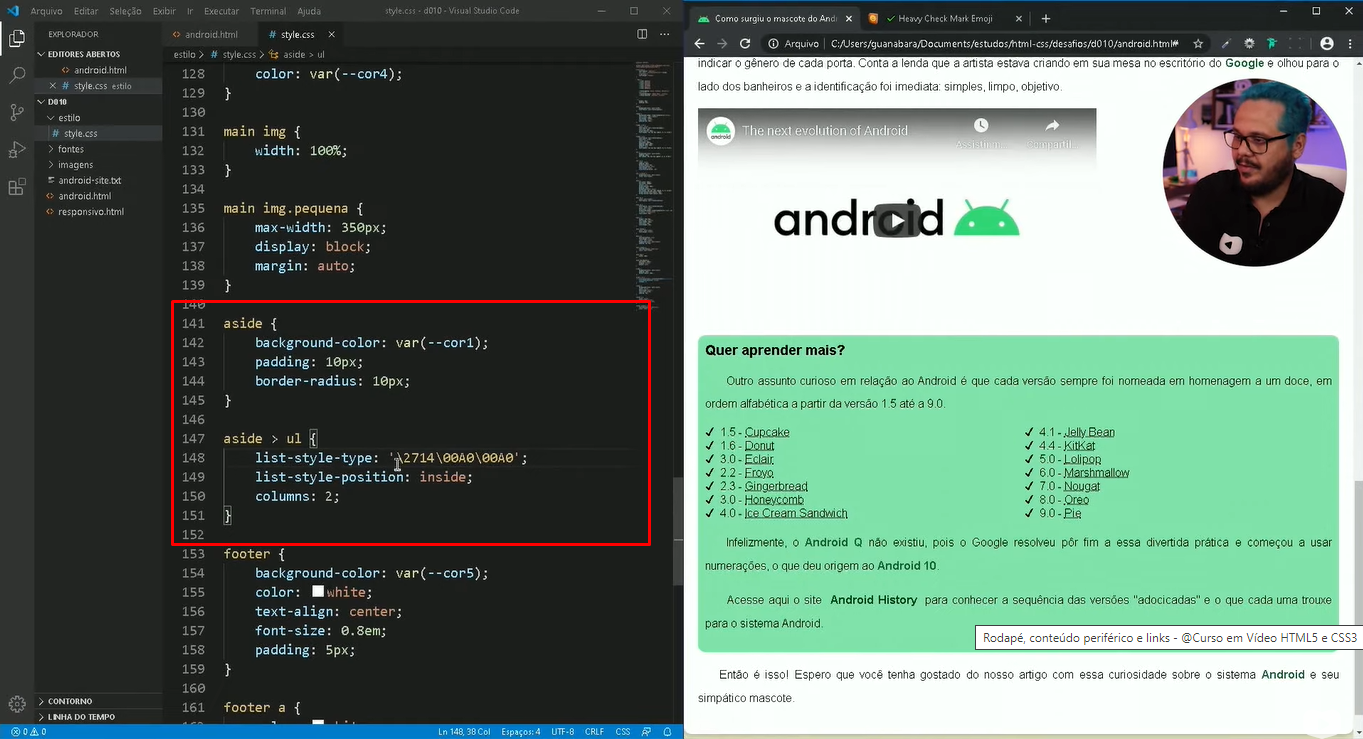 Arquivo Editar Seleção Exibir Ir Executar Terminal Ajuda
style.css - d010 - Visual Studio Code
EXPLORADOR
EDITORES ABERTOS
android.html
style.css estilo
D010
estilo
style.css
fontes
imagens
android-site.txt
android.html
responsivo.html
CONTORNO
LINHA DO TEMPO
android.html
style.css
estilo > style.css > aside > ul
128 color: var(--cor4);
129 }
130
131 main img {
132 width: 100%;
133 }
134
135 main img.pequena {
136 max-width: 350px;
137 display: block;
138 margin: auto;
139 }
140
141 aside {
142 background-color: var(--cor1);
143 padding: 10px;
144 border-radius: 10px;
145 }
146
147 aside > ul {
148 list-style-type: '\2714\00A0\00A0';
149 list-style-position: inside;
150 columns: 2;
151 }
152
153 footer {
154 background-color: var(--cor5);
155 color: white;
156 text-align: center;
157 font-size: 0.8em;
158 padding: 5px;
159 }
160
161 footer a {
0 0
Ln 148, Col 38 Espaços: 4 UTF-8 CRLF CSS
Como surgiu o mascote do And
✓ Heavy Check Mark Emoji
Arquivo C:/Users/guanabara/Documents/estudos/html-css/desafios/d010/android.html#
indicar o gênero de cada porta. Conta a lenda que a artista estava criando em sua mesa no escritório do Google e olhou para o
lado dos banheiros e a identificação foi imediata: simples, limpo, objetivo.
android
The next evolution of Android
android
Quer aprender mais?
Outro assunto curioso em relação ao Android é que cada versão sempre foi nomeada em homenagem a um doce, em
ordem alfabética a partir da versão 1.5 até a 9.0.
✔ 1.5 - Cupcake
✔ 1.6 - Donut
✔ 3.0 - Eclair
✔ 2.2 - Froyo
✔ 2.3 - Gingerbread
✔ 3.0 - Honeycomb
✔ 4.0 - Ice Cream Sandwich
✔ 4.1 - Jelly Bean
✔ 4.4 - KitKat
✔ 5.0 - Lolipop
✔ 6.0 - Marshmallow
✔ 7.0 - Nougat
✔ 8.0 - Oreo
✔ 9.0 - Pie
Infelizmente, o Android Q não existiu, pois o Google resolveu pôr fim a essa divertida prática e começou a usar
numerações, o que deu origem ao Android 10.
Acesse aqui o site Android History para conhecer a sequência das versões "adocicadas" e o que cada uma trouxe
para o sistema Android.
Rodapé, conteúdo periférico e links - @Curso em Vídeo HTML5 e CSS3
Então é isso! Espero que você tenha gostado do nosso artigo com essa curiosidade sobre o sistema Android e seu
simpático mascote.